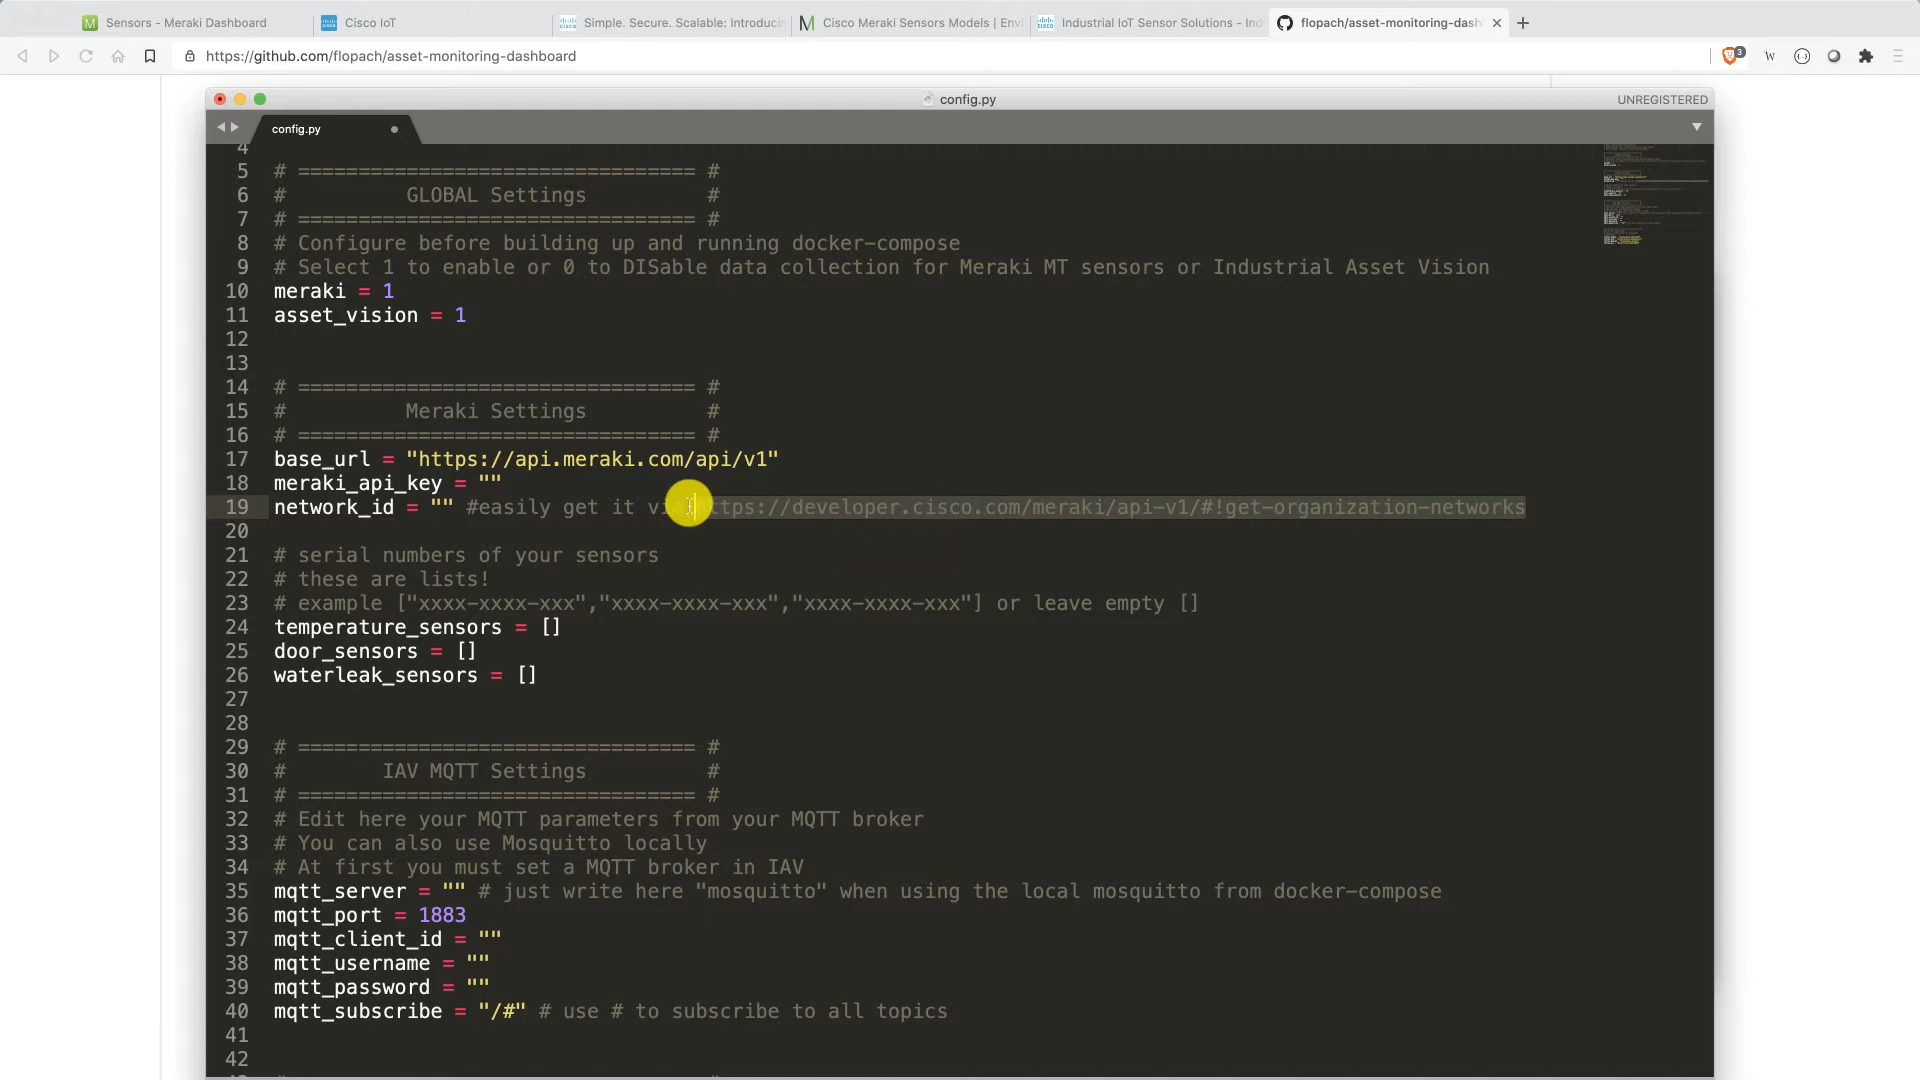 Sensors - Meraki Dashboard
Cisco IoT
Simple. Secure. Scalable: Introducin
Cisco Meraki Sensors Models | Envi
Industrial IoT Sensor Solutions - Ind
flopach/asset-monitoring-dashl
https://github.com/flopach/asset-monitoring-dashboard
3
W
config.py
UNREGISTERED
config.py
4
5 # ================================= #
6 # GLOBAL Settings #
7 # ================================= #
8 # Configure before building up and running docker-compose
9 # Select 1 to enable or 0 to DISable data collection for Meraki MT sensors or Industrial Asset Vision
10 meraki = 1
11 asset_vision = 1
12
13
14 # ================================= #
15 # Meraki Settings #
16 # ================================= #
17 base_url = "https://api.meraki.com/api/v1"
18 meraki_api_key = ""
19 network_id = "" #easily get it via https://developer.cisco.com/meraki/api-v1/#!get-organization-networks
20
21 # serial numbers of your sensors
22 # these are lists!
23 # example ["xxxx-xxxx-xxx","xxxx-xxxx-xxx","xxxx-xxxx-xxx"] or leave empty []
24 temperature_sensors = []
25 door_sensors = []
26 waterleak_sensors = []
27
28
29 # ================================= #
30 # IAV MQTT Settings #
31 # ================================= #
32 # Edit here your MQTT parameters from your MQTT broker
33 # You can also use Mosquitto locally
34 # At first you must set a MQTT broker in IAV
35 mqtt_server = "" # just write here "mosquitto" when using the local mosquitto from docker-compose
36 mqtt_port = 1883
37 mqtt_client_id = ""
38 mqtt_username = ""
39 mqtt_password = ""
40 mqtt_subscribe = "/#" # use # to subscribe to all topics
41
42